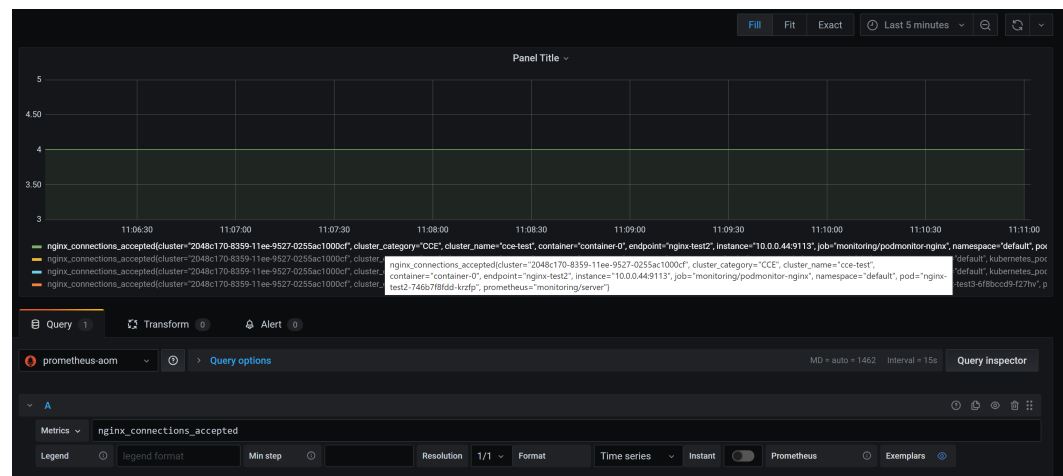 Fill Fit Exact Last 5 minutes
Panel Title
5
4.50
4
3.50
3
11:06:30 11:07:00 11:07:30 11:08:00 11:08:30 11:09:00 11:09:30 11:10:00 11:10:30 11:11:00
nginx_connections_accepted{cluster="2048c170-8359-11ee-9527-0255ac1000cf", cluster_category="CCE", cluster_name="cce-test", container="container-0", endpoint="nginx-test2", instance="10.0.0.44:9113", job="monitoring/podmonitor-nginx", namespace="default", poc
nginx_connections_accepted{cluster="2048c170-8359-11ee-9527-0255ac1000cf", cluster_ "default", kubernetes_poc
nginx_connections_accepted{cluster="2048c170-8359-11ee-9527-0255ac1000cf", cluster_ "default", kubernetes_poc
nginx_connections_accepted{cluster="2048c170-8359-11ee-9527-0255ac1000cf", cluster_ -test3-6f8bccd9-f27hv", p
nginx_connections_accepted{cluster="2048c170-8359-11ee-9527-0255ac1000cf", cluster_category="CCE", cluster_name="cce-test",
container="container-0", endpoint="nginx-test2", instance="10.0.0.44:9113", job="monitoring/podmonitor-nginx", namespace="default", pod="nginx-
test2-746b7f8fdd-krzfp", prometheus="monitoring/server"}
Query 1 Transform 0 Alert 0
prometheus-aom Query options MD = auto = 1462 Interval = 15s Query inspector
A
Metrics nginx_connections_accepted
Legend legend format Min step Resolution 1/1 Format Time series Instant Prometheus Exemplars